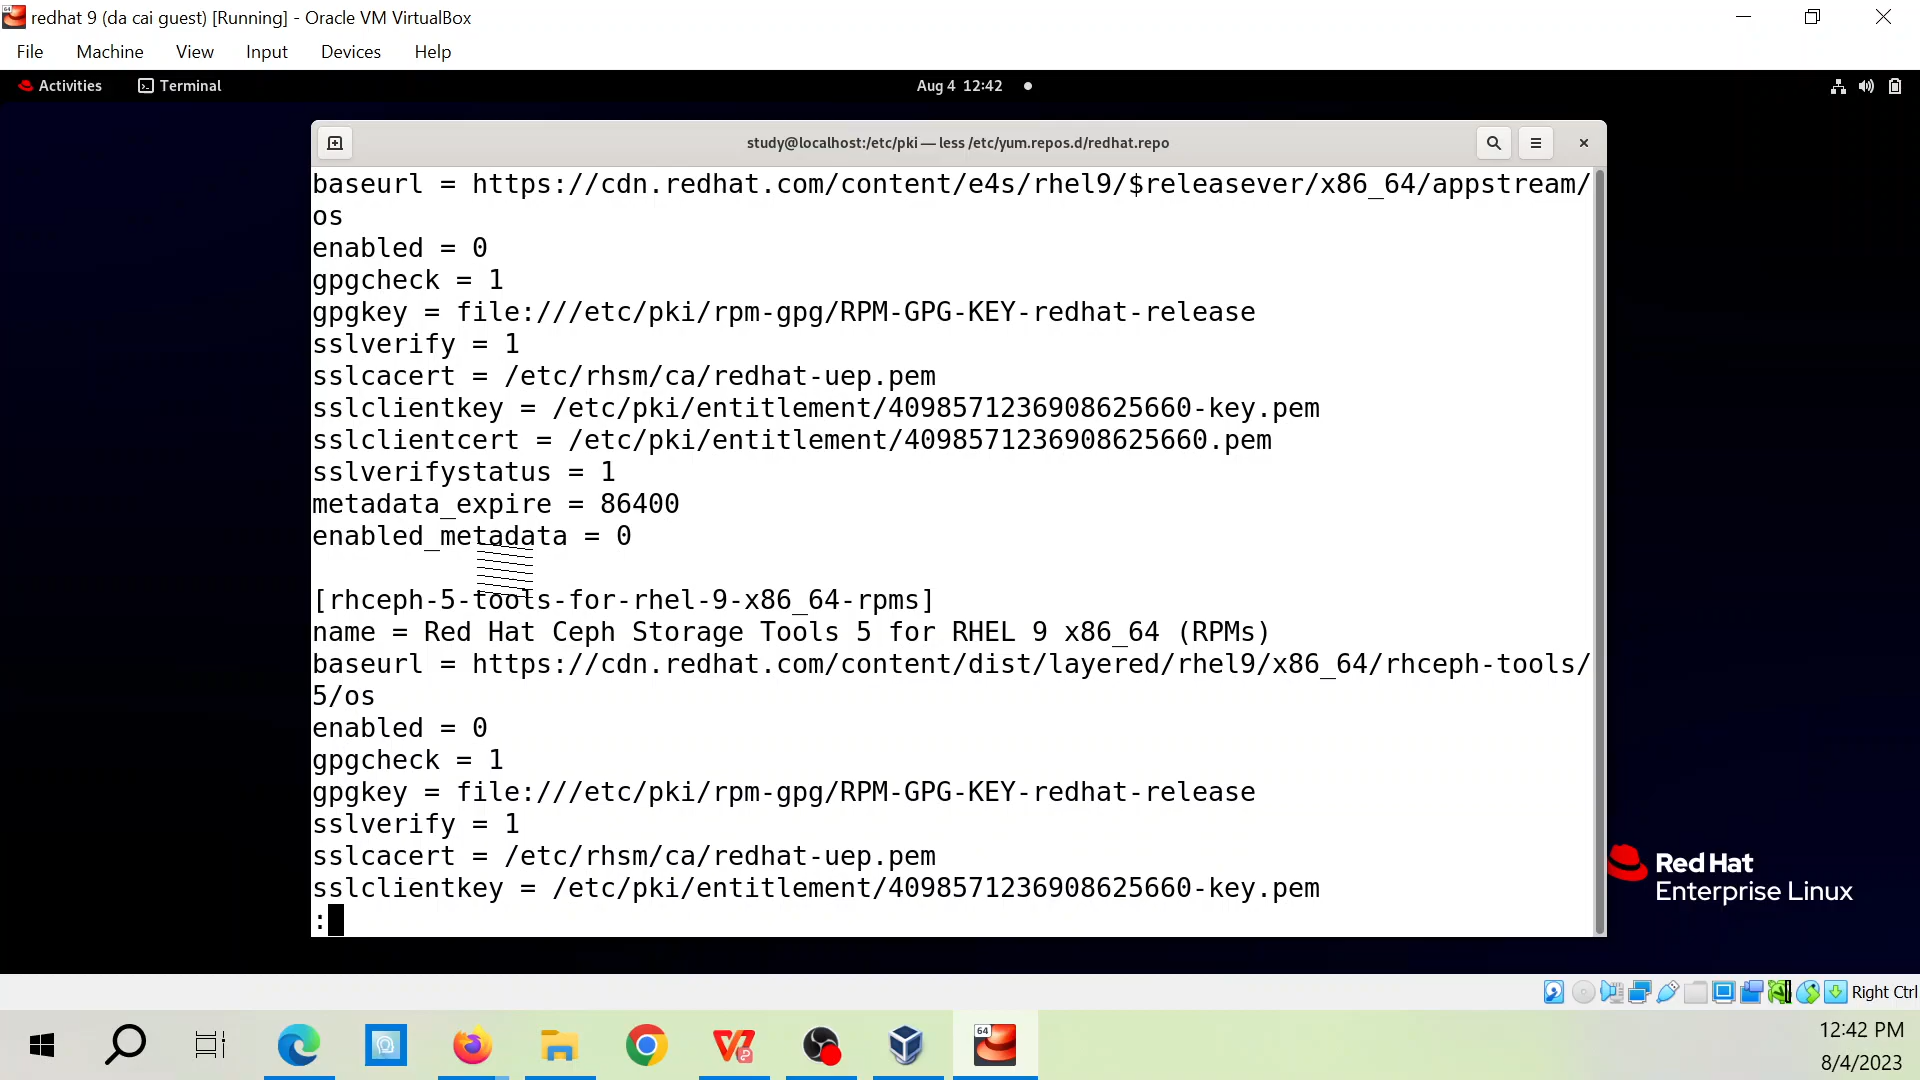 redhat 9 (da cai guest) [Running] - Oracle VM VirtualBox
File Machine View Input Devices Help
Activities Terminal Aug 4 12:42
study@localhost:/etc/pki — less /etc/yum.repos.d/redhat.repo
baseurl = https://cdn.redhat.com/content/e4s/rhel9/$releasever/x86_64/appstream/
os
enabled = 0
gpgcheck = 1
gpgkey = file:///etc/pki/rpm-gpg/RPM-GPG-KEY-redhat-release
sslverify = 1
sslcacert = /etc/rhsm/ca/redhat-uep.pem
sslclientkey = /etc/pki/entitlement/4098571236908625660-key.pem
sslclientcert = /etc/pki/entitlement/4098571236908625660.pem
sslverifystatus = 1
metadata_expire = 86400
enabled_metadata = 0
[rhceph-5-tools-for-rhel-9-x86_64-rpms]
name = Red Hat Ceph Storage Tools 5 for RHEL 9 x86_64 (RPMs)
baseurl = https://cdn.redhat.com/content/dist/layered/rhel9/x86_64/rhceph-tools/
5/os
enabled = 0
gpgcheck = 1
gpgkey = file:///etc/pki/rpm-gpg/RPM-GPG-KEY-redhat-release
sslverify = 1
sslcacert = /etc/rhsm/ca/redhat-uep.pem
sslclientkey = /etc/pki/entitlement/4098571236908625660-key.pem
:
Red Hat
Enterprise Linux
Right Ctrl
64
12:42 PM
8/4/2023